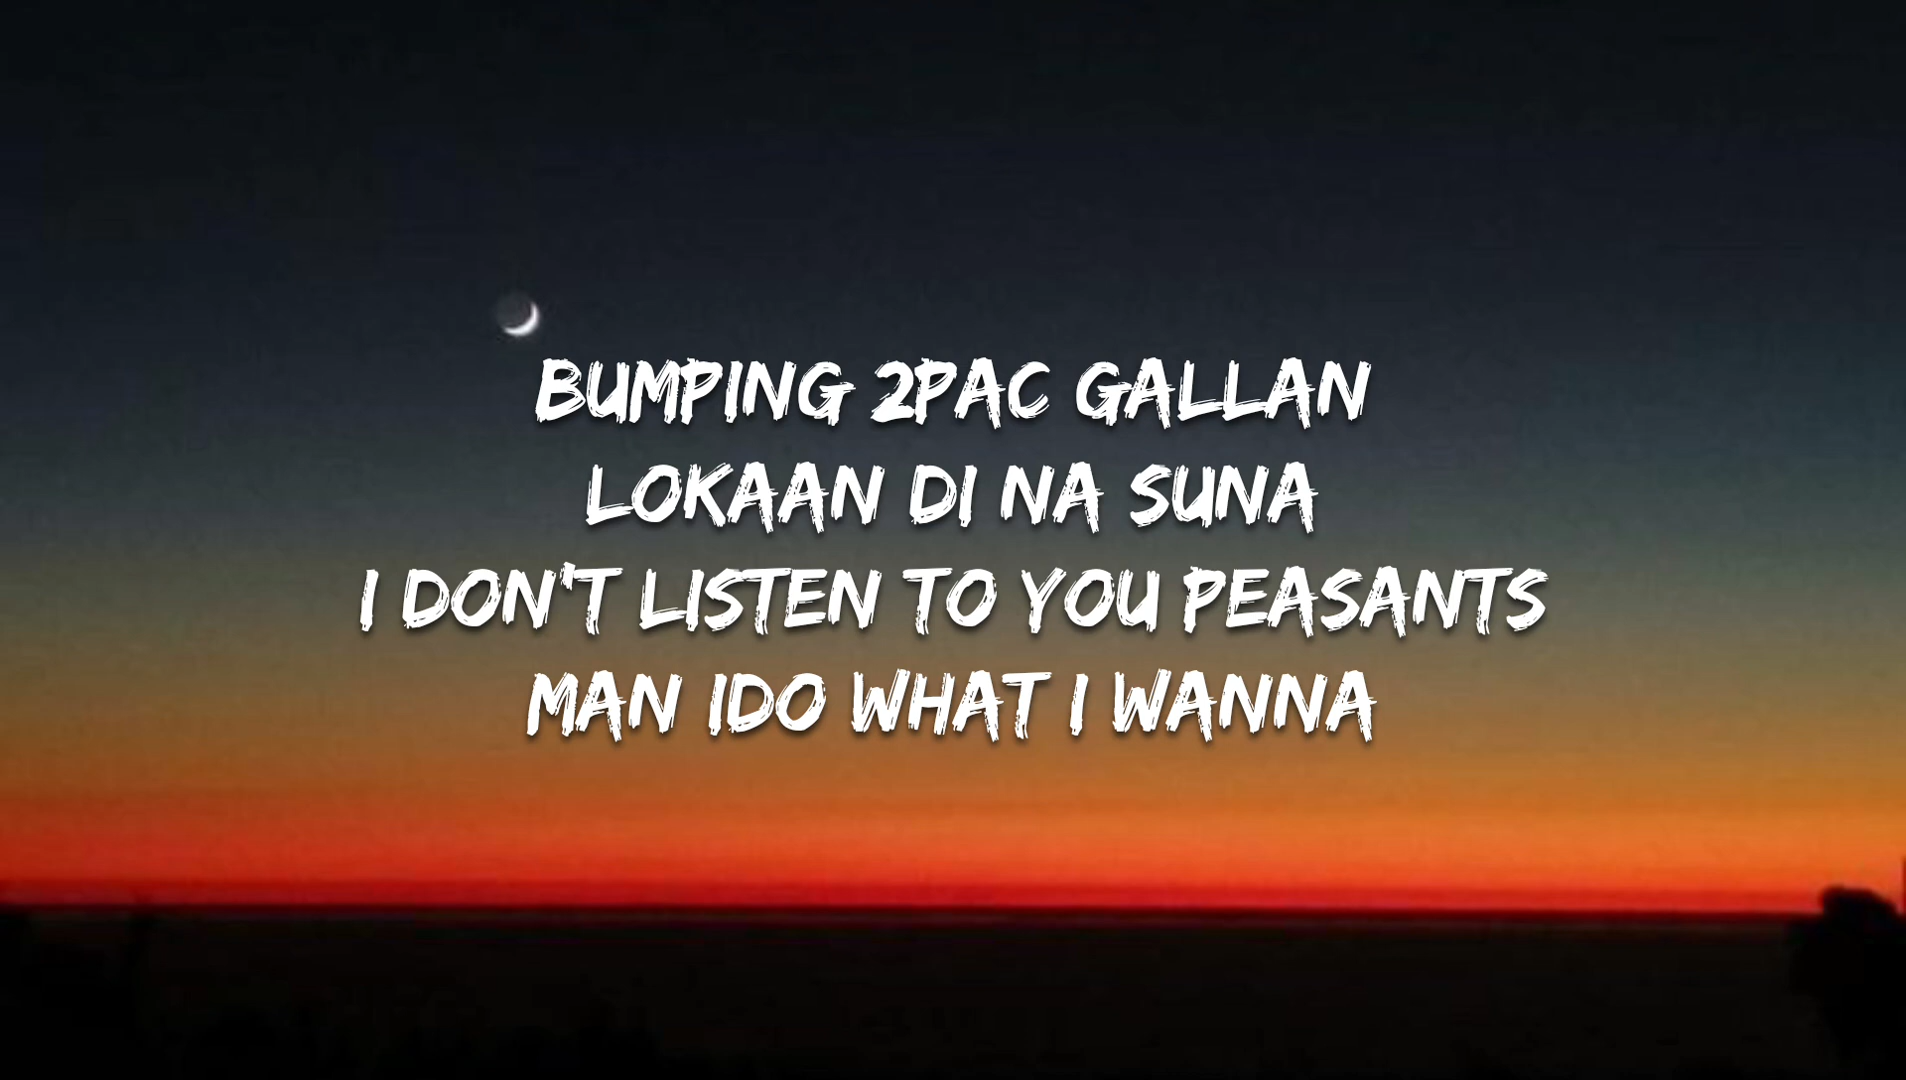 BUMPING 2PAC GALLAN
LOKAAN DI NA SUNA
I DON'T LISTEN TO YOU PEASANTS
MAN IDO WHAT I WANNA